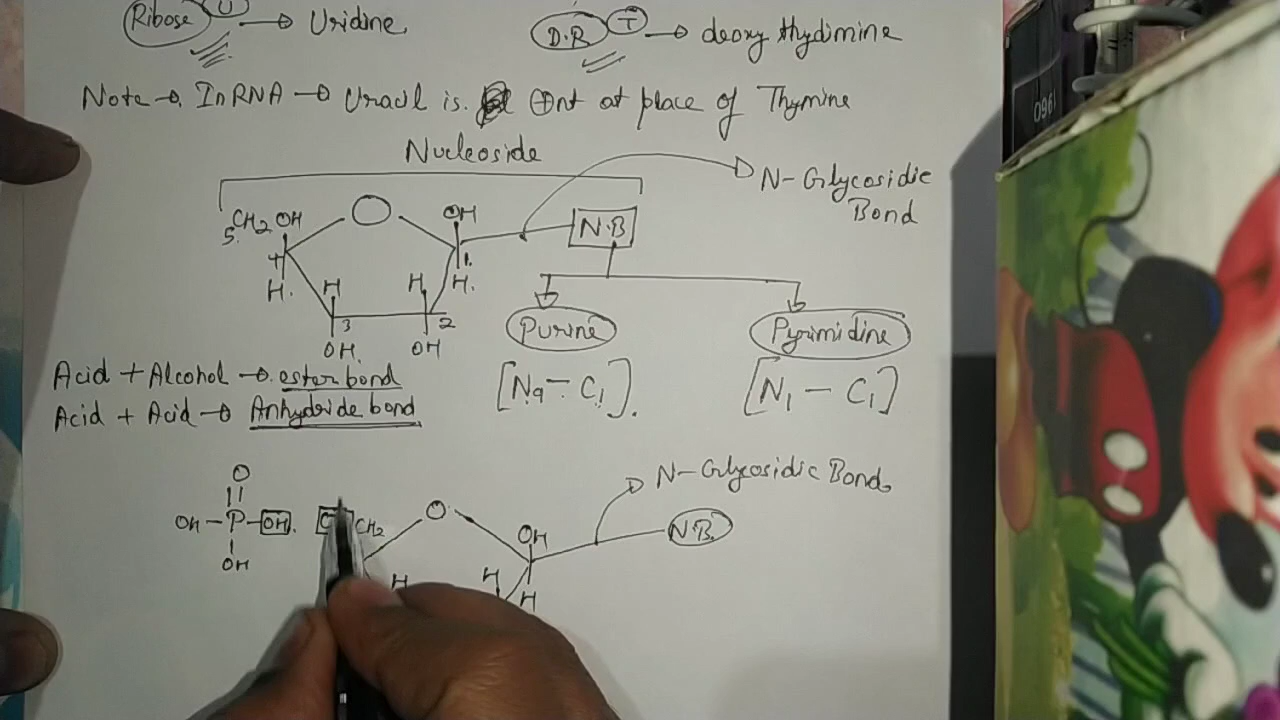 Ribose U → Uridine
D.R T → deoxy thydimine
Note → In RNA → Uracil is. ⊕nt at place of Thymine
Nucleoside
N-Glycosidic Bond
5. CH2 OH O OH N.B
4 1.
H. H H H.
3 2
OH. OH
Purine Pyrimidine
Acid + Alcohol → ester bond
[N9 - C1]. [N1 - C1]
Acid + Acid → Anhydride bond
N-Glycosidic Bond
O
OH - P - OH. CH2 O OH N.B.
OH
H H H
0961